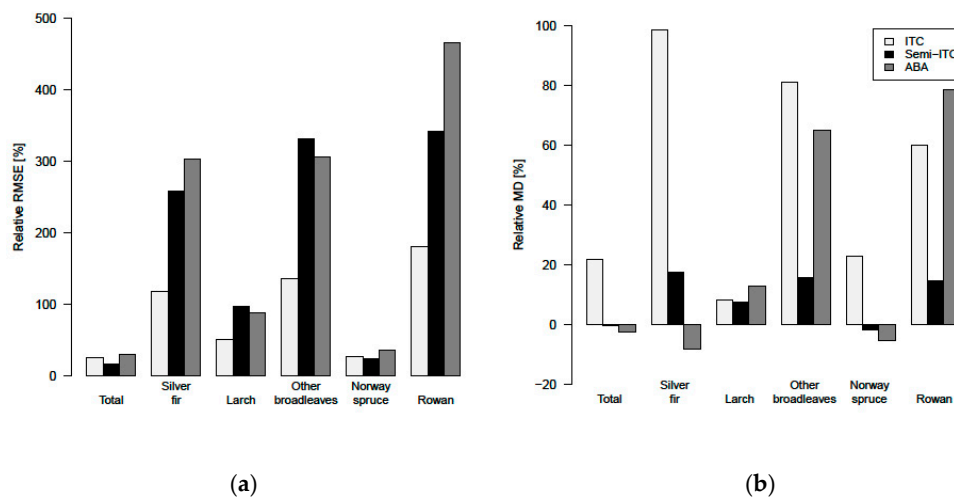 500
400
300
200
100
0
Relative RMSE [%]
Total
Silver
fir
Larch
Other
broadleaves
Norway
spruce
Rowan
(a)
100
80
60
40
20
0
−20
Relative MD [%]
ITC
Semi−ITC
ABA
Total
Silver
fir
Larch
Other
broadleaves
Norway
spruce
Rowan
(b)